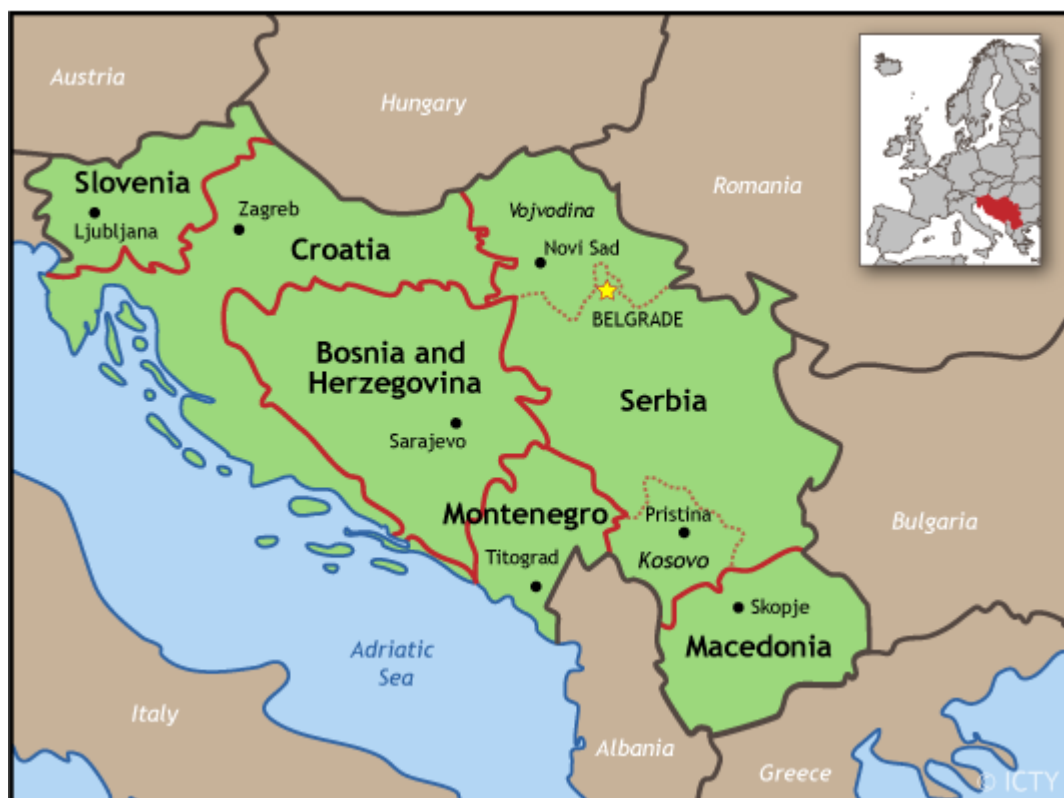 Austria
Hungary
Romania
Slovenia
Ljubljana
Zagreb
Croatia
Vojvodina
Novi Sad
BELGRADE
Bosnia and
Herzegovina
Sarajevo
Serbia
Montenegro
Titograd
Pristina
Kosovo
Bulgaria
Skopje
Macedonia
Adriatic
Sea
Italy
Albania
Greece
© ICTY